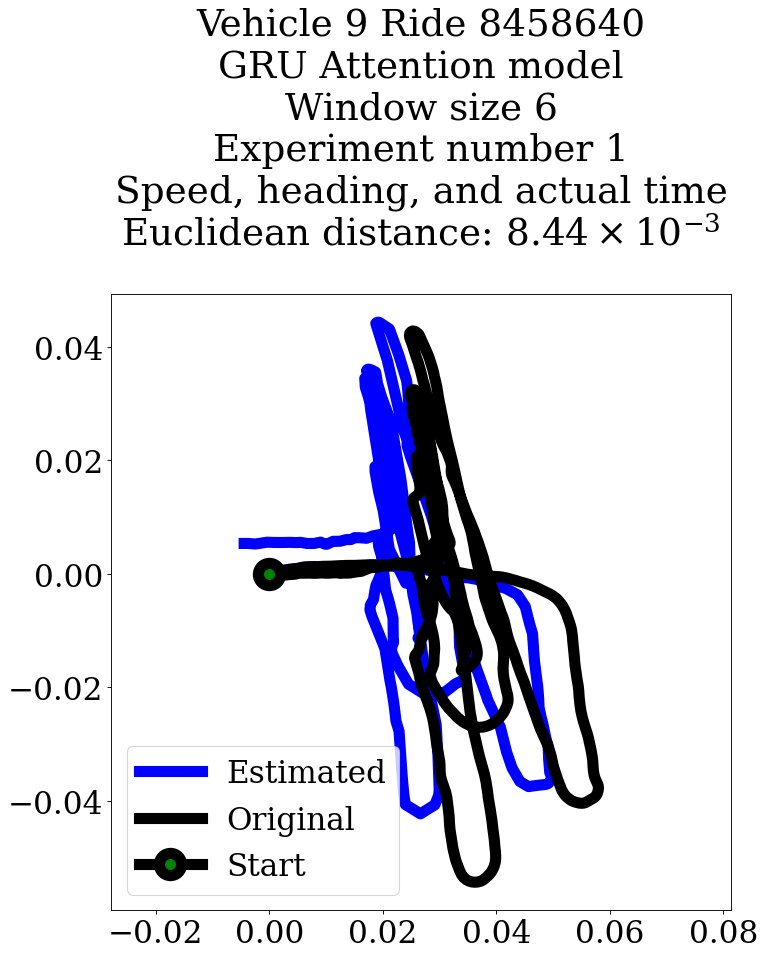 Vehicle 9 Ride 8458640
GRU Attention model
Window size 6
Experiment number 1
Speed, heading, and actual time
Euclidean distance: 8.44 × 10⁻³
0.04
0.02
0.00
−0.02
−0.04
Estimated
Original
Start
−0.02 0.00 0.02 0.04 0.06 0.08